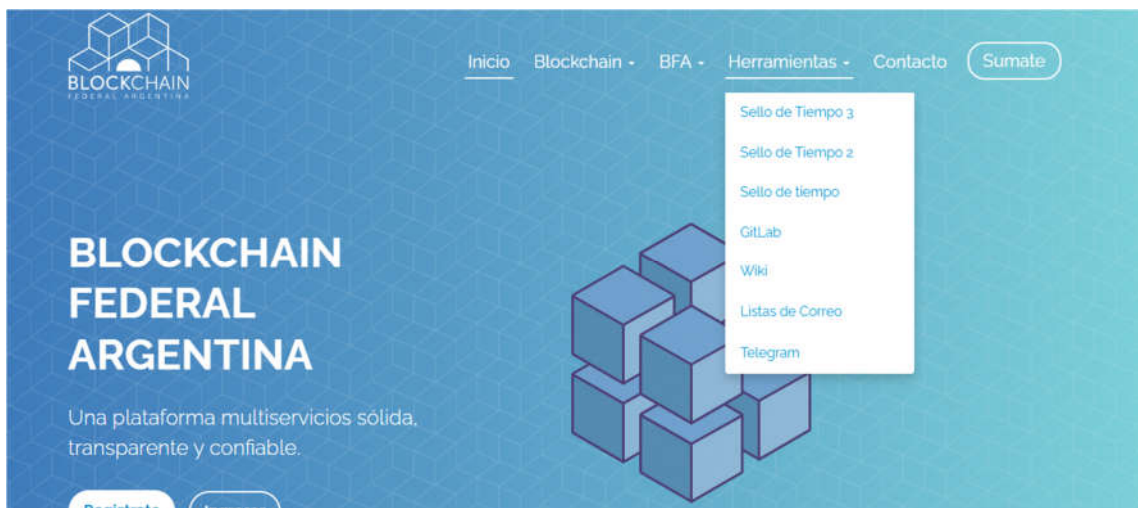 BLOCKCHAIN
FEDERAL ARGENTINA
Inicio Blockchain - BFA - Herramientas - Contacto Sumate
Sello de Tiempo 3
Sello de Tiempo 2
Sello de tiempo
GitLab
Wiki
Listas de Correo
Telegram
BLOCKCHAIN
FEDERAL
ARGENTINA
Una plataforma multiservicios sólida,
transparente y confiable.